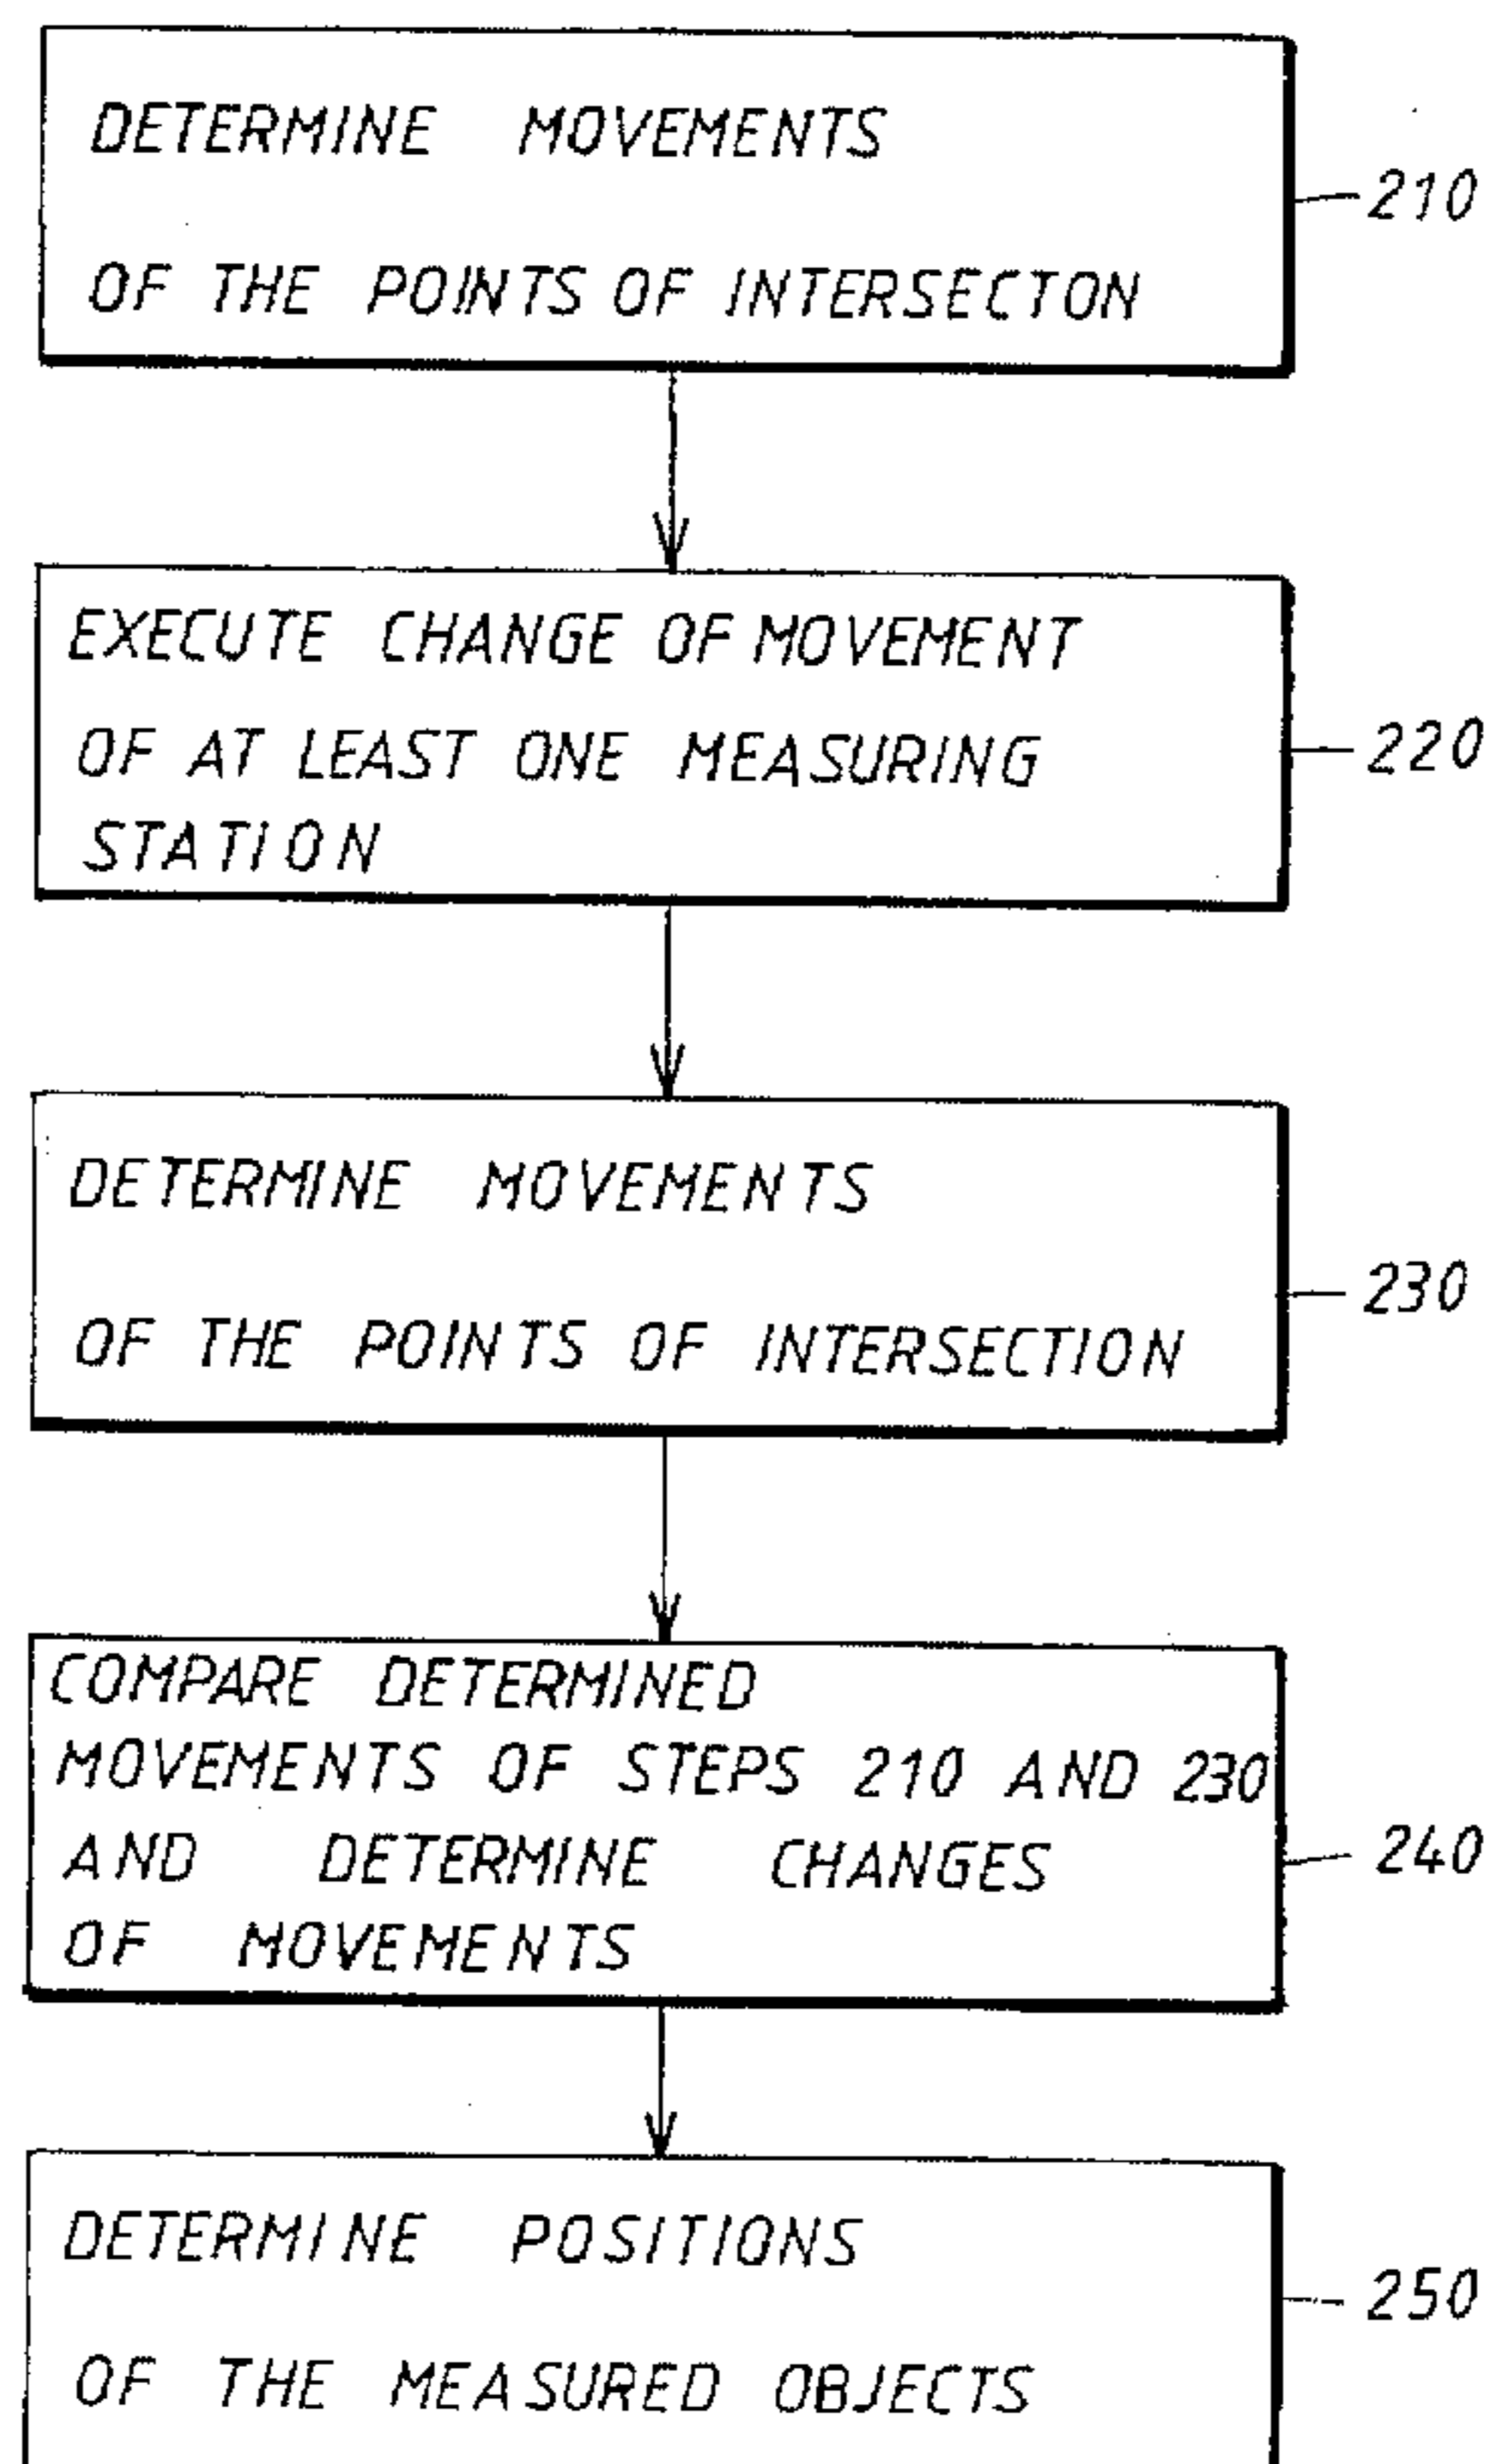 DETERMINE MOVEMENTS
OF THE POINTS OF INTERSECTON
210
EXECUTE CHANGE OF MOVEMENT
OF AT LEAST ONE MEASURING
STATION
220
DETERMINE MOVEMENTS
OF THE POINTS OF INTERSECTION
230
COMPARE DETERMINED
MOVEMENTS OF STEPS 210 AND 230
AND DETERMINE CHANGES
OF MOVEMENTS
240
DETERMINE POSITIONS
OF THE MEASURED OBJECTS
250